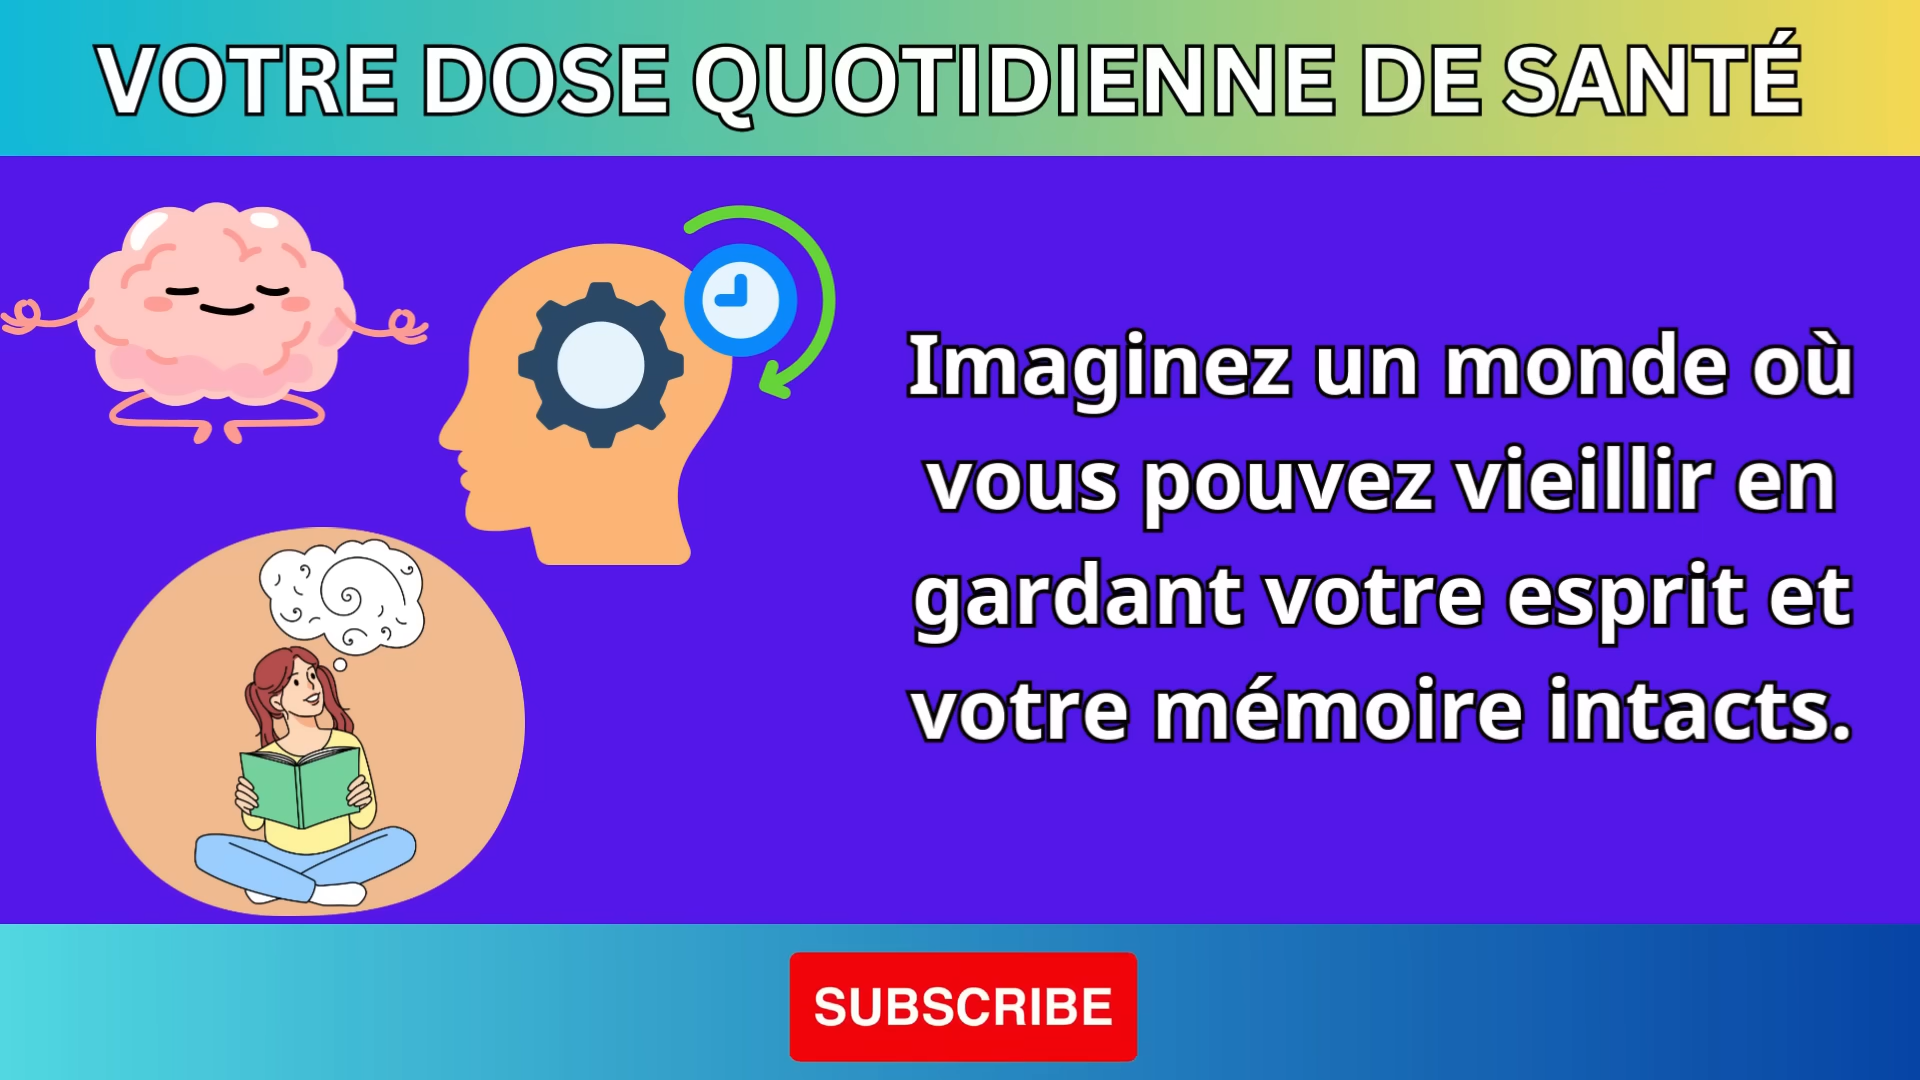 VOTRE DOSE QUOTIDIENNE DE SANTÉ
Imaginez un monde où
vous pouvez vieillir en
gardant votre esprit et
votre mémoire intacts.
SUBSCRIBE